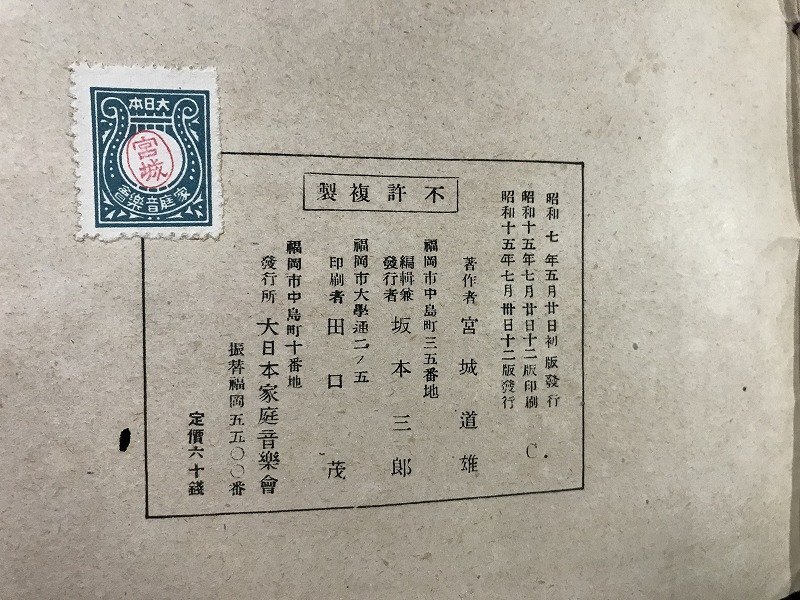 大日本
宮城
家庭音楽會
不許複製
昭和七年五月廿日初版發行
昭和十五年七月廿日十二版印刷
昭和十五年七月卅日十二版發行
C
著作者 宮城道雄
福岡市中島町三五番地
編輯兼發行者 坂本三郎
福岡市大學通二ノ五
印刷者 田口茂
福岡市中島町十番地
發行所 大日本家庭音樂會
振替福岡五五〇〇番
定價六十錢